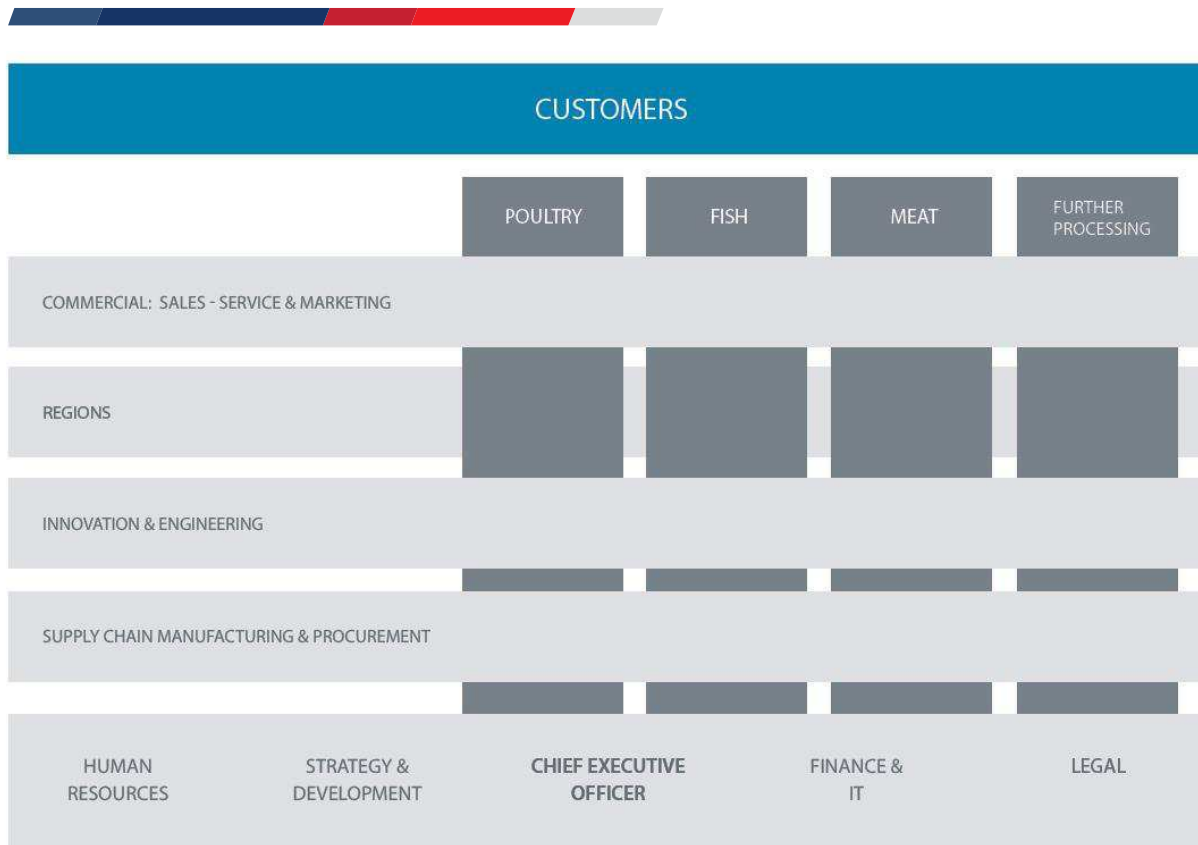 CUSTOMERS
POULTRY
FISH
MEAT
FURTHER
PROCESSING
COMMERCIAL: SALES - SERVICE & MARKETING
REGIONS
INNOVATION & ENGINEERING
SUPPLY CHAIN MANUFACTURING & PROCUREMENT
HUMAN
RESOURCES
STRATEGY &
DEVELOPMENT
CHIEF EXECUTIVE
OFFICER
FINANCE &
IT
LEGAL